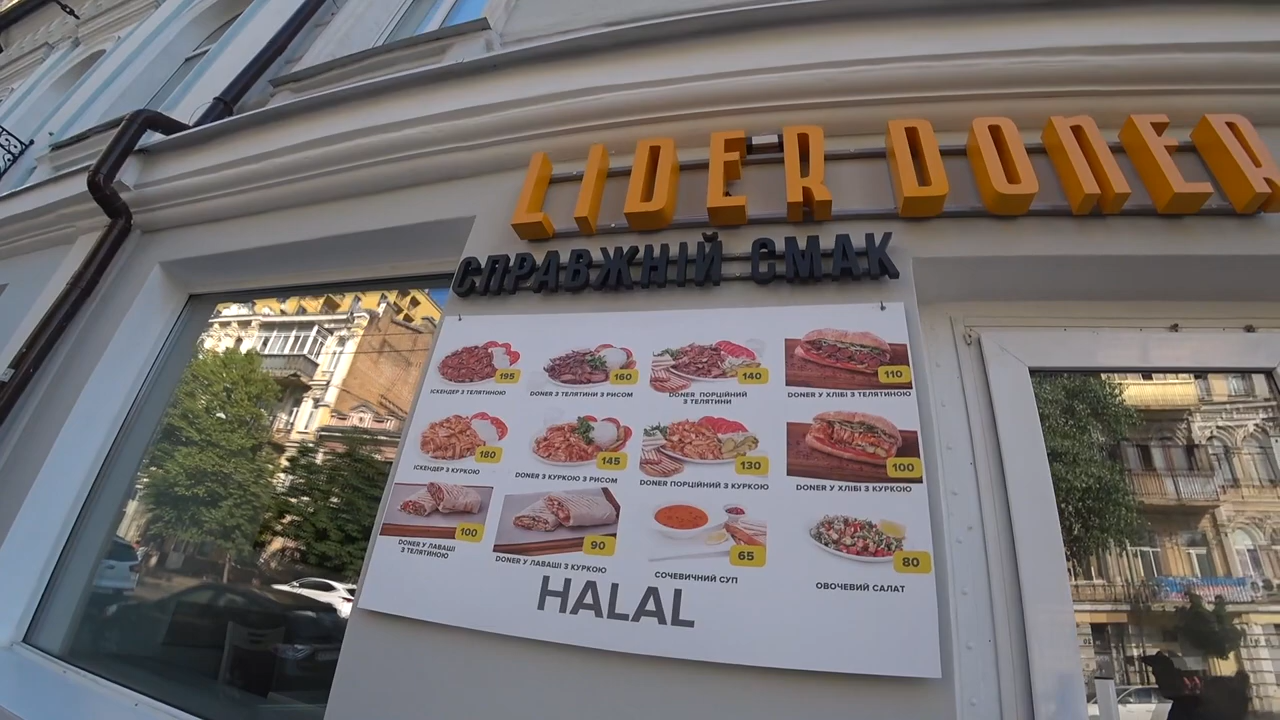 LIDER DONER
СПРАВЖНІЙ СМАК
195
160
140
110
ІСКЕНДЕР З ТЕЛЯТИНОЮ
DONER З ТЕЛЯТИНИ З РИСОМ
DONER ПОРЦІЙНИЙ
З ТЕЛЯТИНИ
DONER У ХЛІБІ З ТЕЛЯТИНОЮ
180
145
130
100
ІСКЕНДЕР З КУРКОЮ
DONER З КУРКОЮ З РИСОМ
DONER ПОРЦІЙНИЙ З КУРКОЮ
DONER У ХЛІБІ З КУРКОЮ
100
90
65
80
DONER У ЛАВАШІ
З ТЕЛЯТИНОЮ
DONER У ЛАВАШІ З КУРКОЮ
СОЧЕВИЧНИЙ СУП
ОВОЧЕВИЙ САЛАТ
HALAL